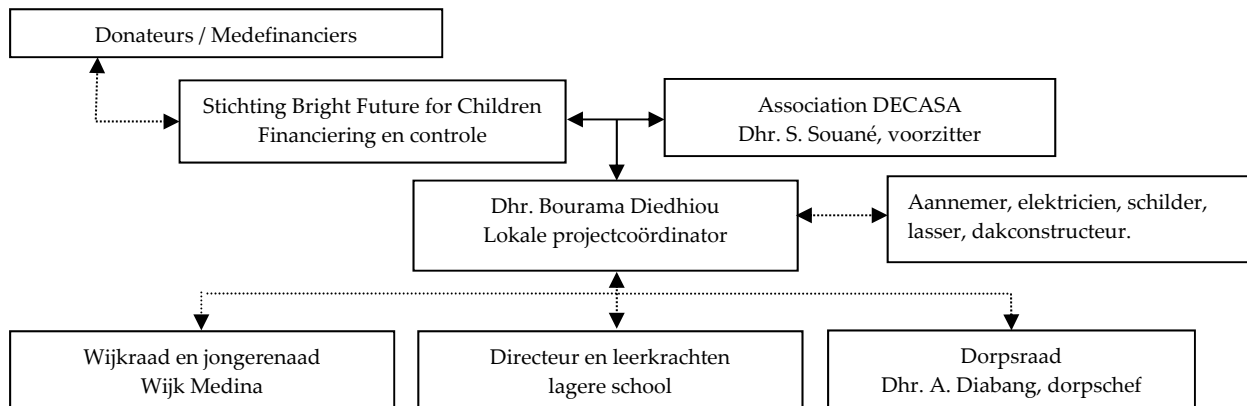 Donateurs / Medefinanciers
Stichting Bright Future for Children
Financiering en controle
Association DECASA
Dhr. S. Souané, voorzitter
Dhr. Bourama Diedhiou
Lokale projectcoördinator
Aannemer, elektricien, schilder,
lasser, dakconstructeur.
Wijkraad en jongerenaad
Wijk Medina
Directeur en leerkrachten
lagere school
Dorpsraad
Dhr. A. Diabang, dorpschef